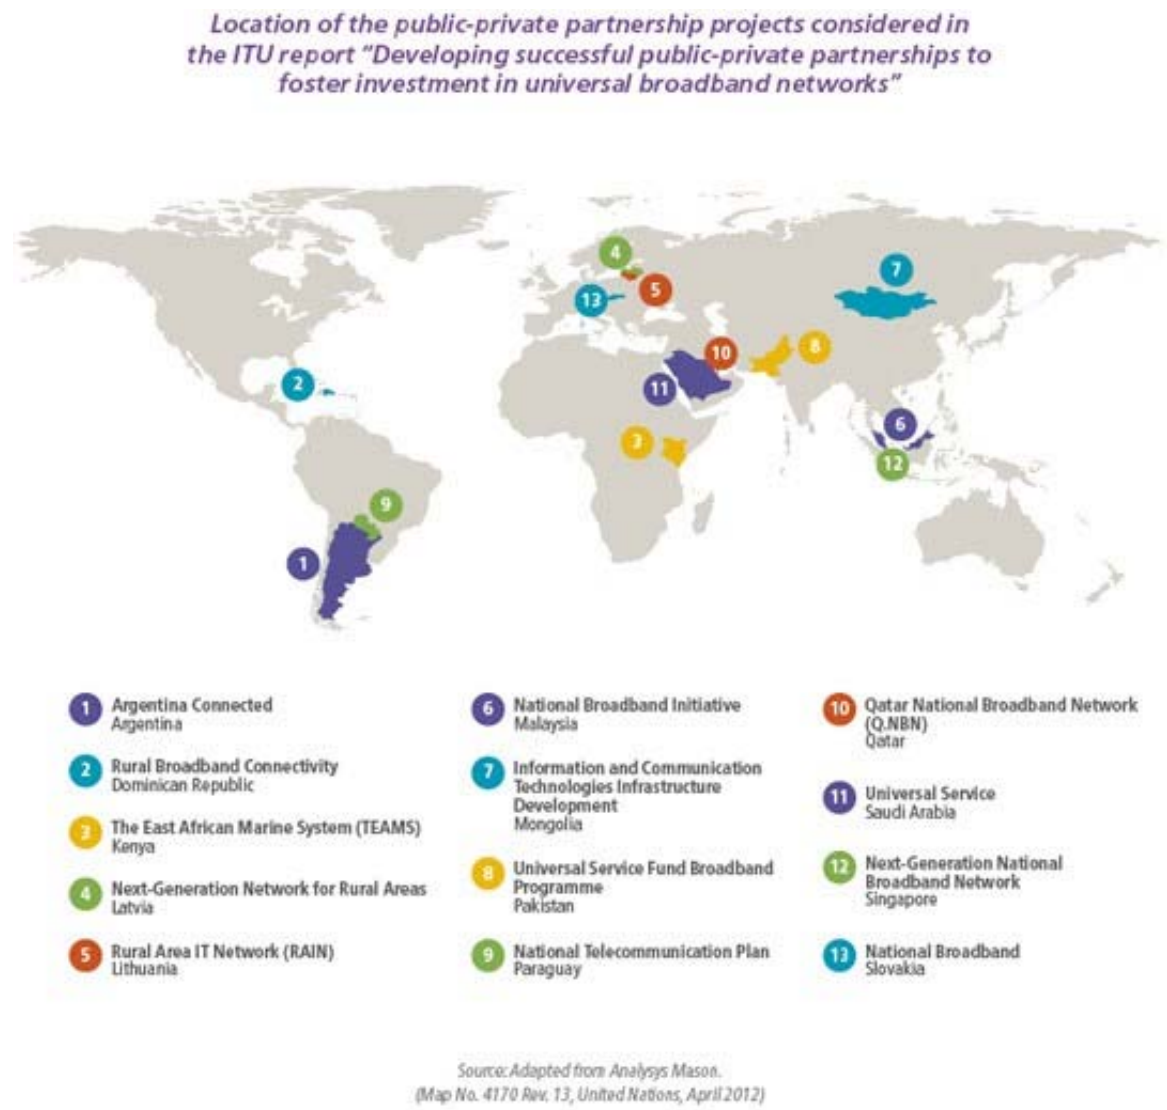 Location of the public-private partnership projects considered in
the ITU report "Developing successful public-private partnerships to
foster investment in universal broadband networks"
4
7
13
5
10
8
2
11
6
3
12
9
1
1 Argentina Connected
Argentina
2 Rural Broadband Connectivity
Dominican Republic
3 The East African Marine System (TEAMS)
Kenya
4 Next-Generation Network for Rural Areas
Latvia
5 Rural Area IT Network (RAIN)
Lithuania
6 National Broadband Initiative
Malaysia
7 Information and Communication
Technologies Infrastructure
Development
Mongolia
8 Universal Service Fund Broadband
Programme
Pakistan
9 National Telecommunication Plan
Paraguay
10 Qatar National Broadband Network
(Q.NBN)
Qatar
11 Universal Service
Saudi Arabia
12 Next-Generation National
Broadband Network
Singapore
13 National Broadband
Slovakia
Source: Adapted from Analysys Mason.
(Map No. 4170 Rev. 13, United Nations, April 2012)